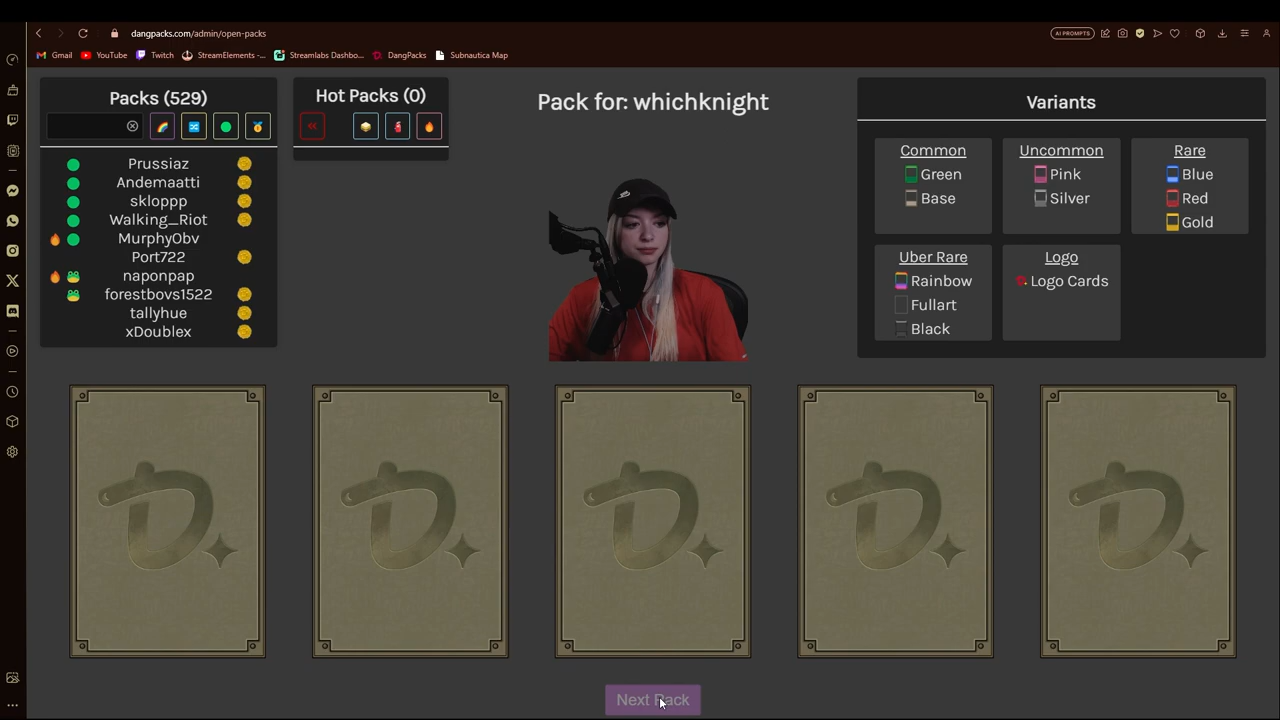 dangpacks.com/admin/open-packs
AI PROMPTS
Gmail
YouTube
Twitch
StreamElements -...
Streamlabs Dashbo...
DangPacks
Subnautica Map
Packs (529)
Prussiaz
Andemaatti
skloppp
Walking_Riot
MurphyObv
Port722
naponpap
forestbovs1522
tallyhue
xDoublex
Hot Packs (0)
Pack for: whichknight
Variants
Common
Green
Base
Uncommon
Pink
Silver
Rare
Blue
Red
Gold
Uber Rare
Rainbow
Fullart
Black
Logo
Logo Cards
Next Pack